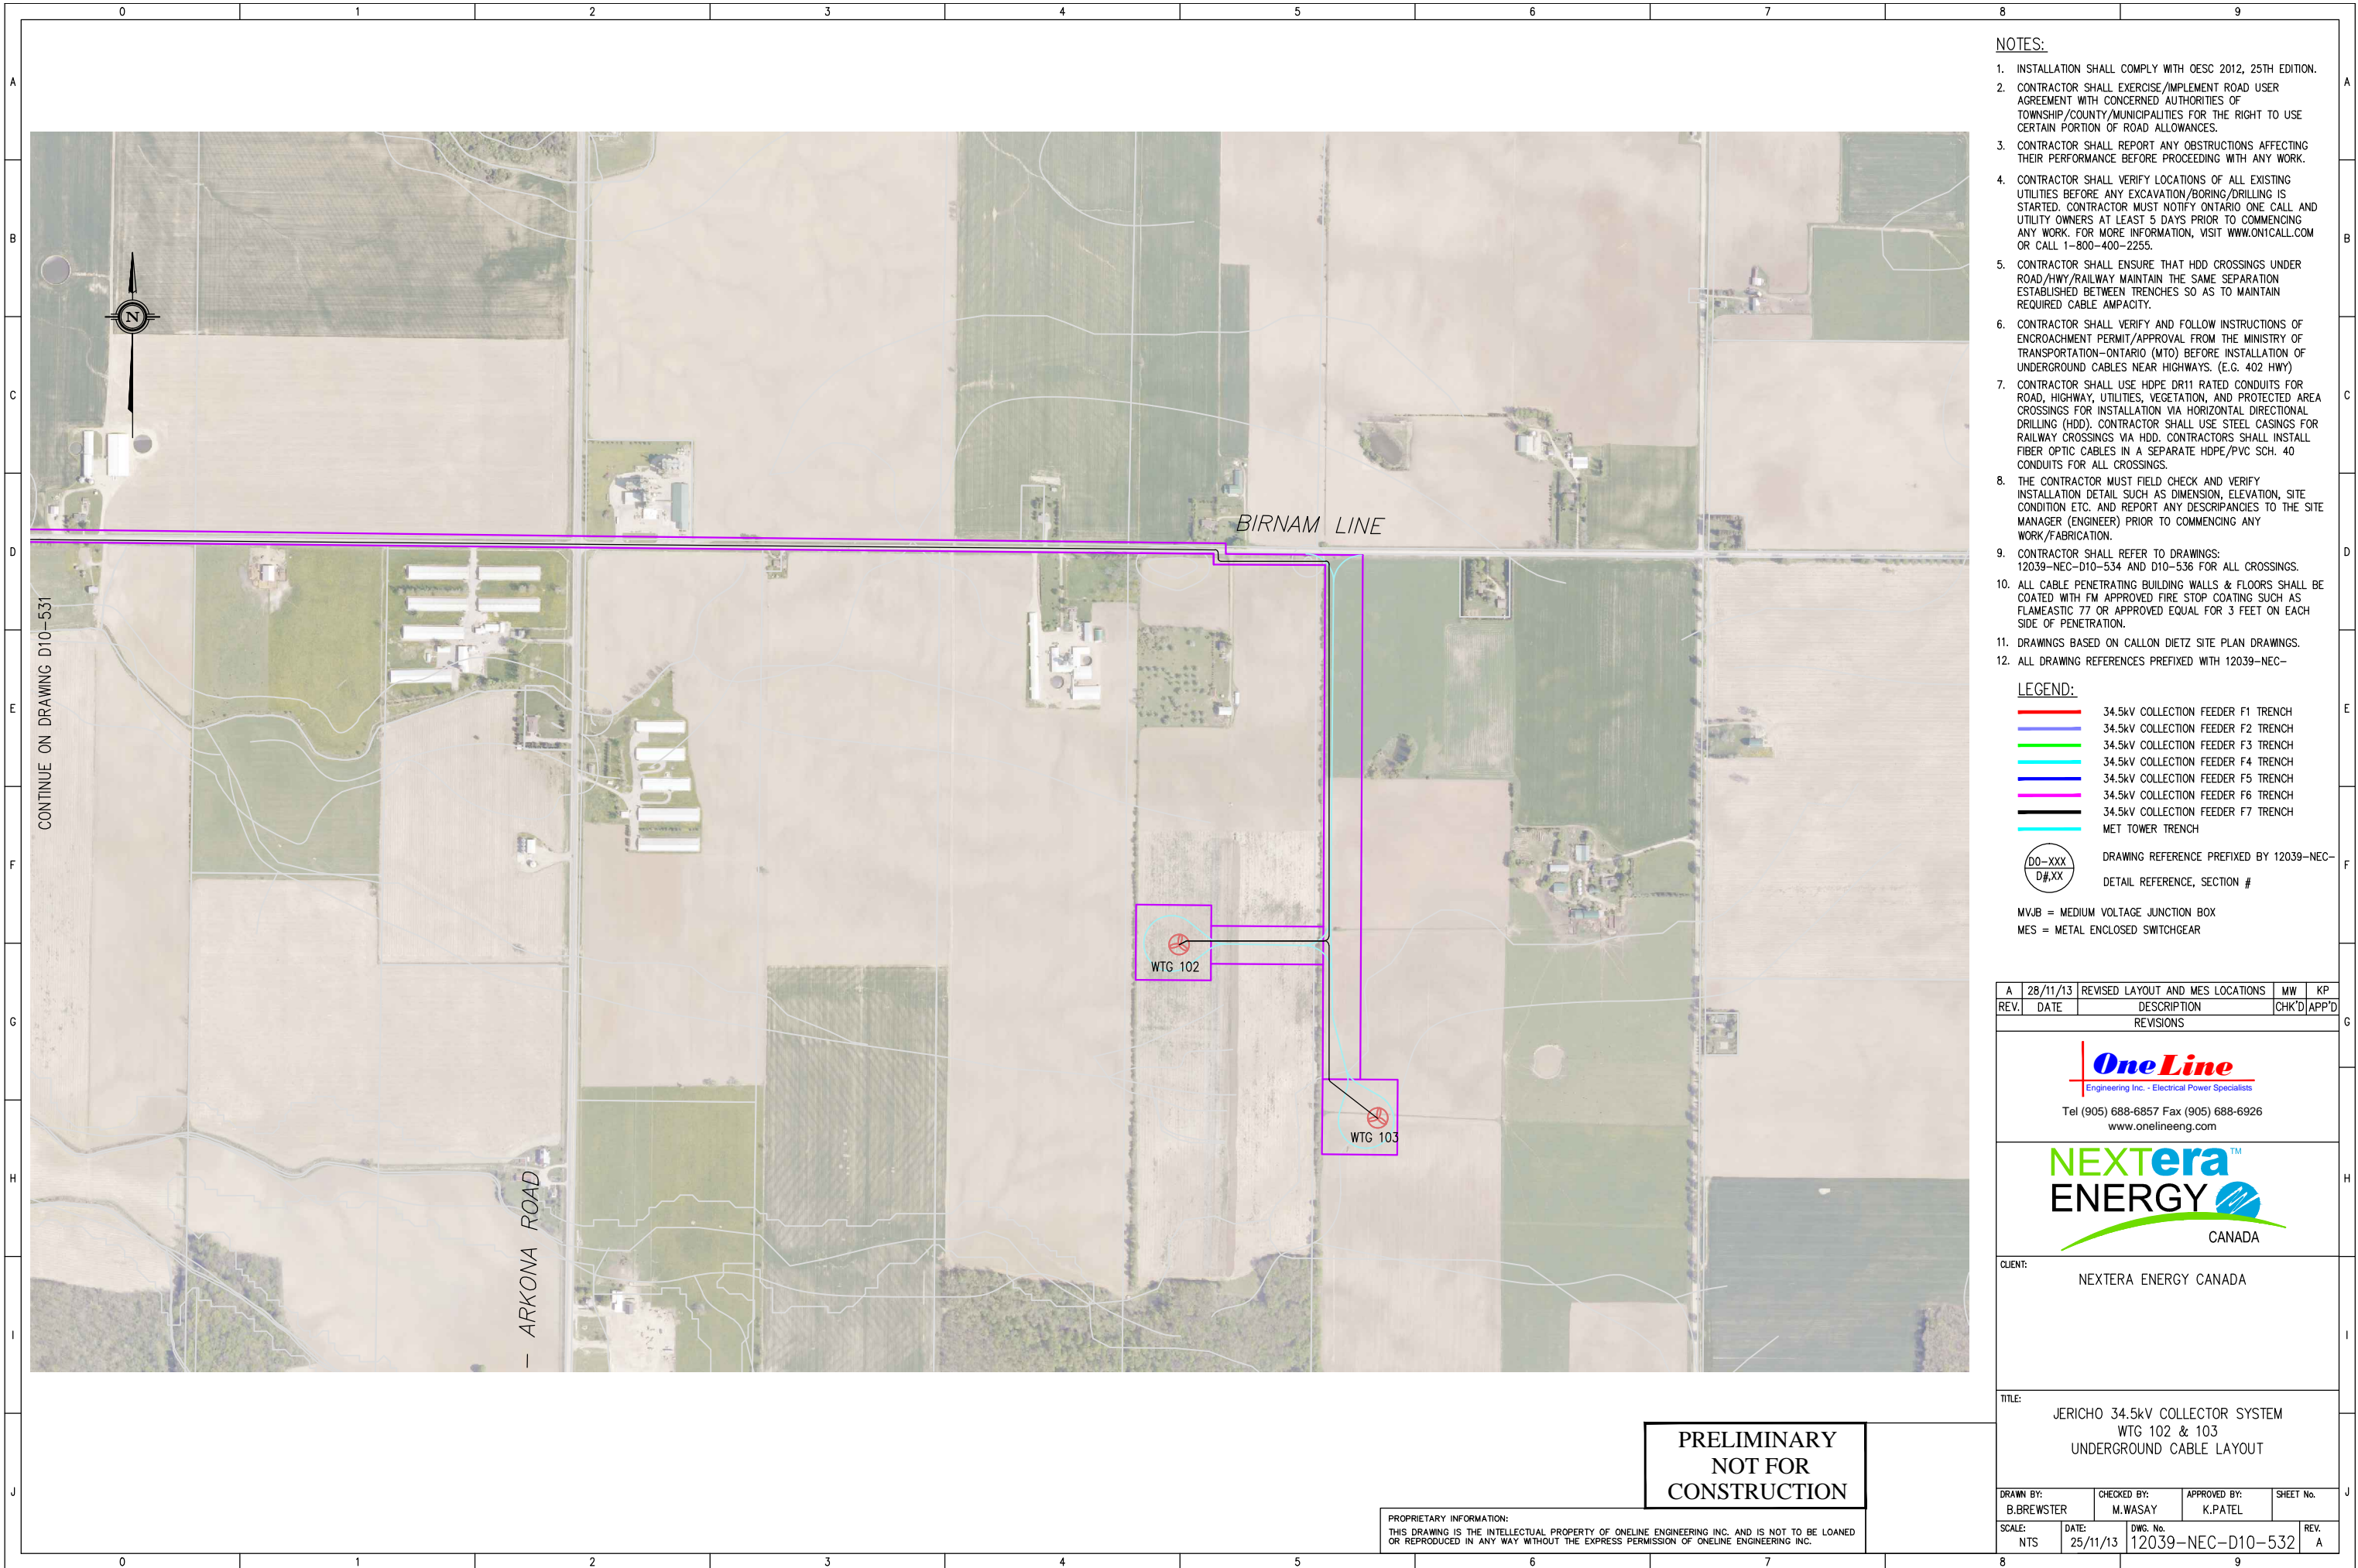 0 1 2 3 4 5 6 7 8 9
A
B
C
D
E
F
G
H
I
J
N
BIRNAM LINE
CONTINUE ON DRAWING D10-531
WTG 102
WTG 103
- ARKONA ROAD
NOTES:
1. INSTALLATION SHALL COMPLY WITH OESC 2012, 25TH EDITION.
2. CONTRACTOR SHALL EXERCISE/IMPLEMENT ROAD USER
AGREEMENT WITH CONCERNED AUTHORITIES OF
TOWNSHIP/COUNTY/MUNICIPALITIES FOR THE RIGHT TO USE
CERTAIN PORTION OF ROAD ALLOWANCES.
3. CONTRACTOR SHALL REPORT ANY OBSTRUCTIONS AFFECTING
THEIR PERFORMANCE BEFORE PROCEEDING WITH ANY WORK.
4. CONTRACTOR SHALL VERIFY LOCATIONS OF ALL EXISTING
UTILITIES BEFORE ANY EXCAVATION/BORING/DRILLING IS
STARTED. CONTRACTOR MUST NOTIFY ONTARIO ONE CALL AND
UTILITY OWNERS AT LEAST 5 DAYS PRIOR TO COMMENCING
ANY WORK. FOR MORE INFORMATION, VISIT WWW.ON1CALL.COM
OR CALL 1-800-400-2255.
5. CONTRACTOR SHALL ENSURE THAT HDD CROSSINGS UNDER
ROAD/HWY/RAILWAY MAINTAIN THE SAME SEPARATION
ESTABLISHED BETWEEN TRENCHES SO AS TO MAINTAIN
REQUIRED CABLE AMPACITY.
6. CONTRACTOR SHALL VERIFY AND FOLLOW INSTRUCTIONS OF
ENCROACHMENT PERMIT/APPROVAL FROM THE MINISTRY OF
TRANSPORTATION-ONTARIO (MTO) BEFORE INSTALLATION OF
UNDERGROUND CABLES NEAR HIGHWAYS. (E.G. 402 HWY)
7. CONTRACTOR SHALL USE HDPE DR11 RATED CONDUITS FOR
ROAD, HIGHWAY, UTILITIES, VEGETATION, AND PROTECTED AREA
CROSSINGS FOR INSTALLATION VIA HORIZONTAL DIRECTIONAL
DRILLING (HDD). CONTRACTOR SHALL USE STEEL CASINGS FOR
RAILWAY CROSSINGS VIA HDD. CONTRACTORS SHALL INSTALL
FIBER OPTIC CABLES IN A SEPARATE HDPE/PVC SCH. 40
CONDUITS FOR ALL CROSSINGS.
8. THE CONTRACTOR MUST FIELD CHECK AND VERIFY
INSTALLATION DETAIL SUCH AS DIMENSION, ELEVATION, SITE
CONDITION ETC. AND REPORT ANY DESCRIPANCIES TO THE SITE
MANAGER (ENGINEER) PRIOR TO COMMENCING ANY
WORK/FABRICATION.
9. CONTRACTOR SHALL REFER TO DRAWINGS:
12039-NEC-D10-534 AND D10-536 FOR ALL CROSSINGS.
10. ALL CABLE PENETRATING BUILDING WALLS & FLOORS SHALL BE
COATED WITH FM APPROVED FIRE STOP COATING SUCH AS
FLAMEASTIC 77 OR APPROVED EQUAL FOR 3 FEET ON EACH
SIDE OF PENETRATION.
11. DRAWINGS BASED ON CALLON DIETZ SITE PLAN DRAWINGS.
12. ALL DRAWING REFERENCES PREFIXED WITH 12039-NEC-
LEGEND:
34.5kV COLLECTION FEEDER F1 TRENCH
34.5kV COLLECTION FEEDER F2 TRENCH
34.5kV COLLECTION FEEDER F3 TRENCH
34.5kV COLLECTION FEEDER F4 TRENCH
34.5kV COLLECTION FEEDER F5 TRENCH
34.5kV COLLECTION FEEDER F6 TRENCH
34.5kV COLLECTION FEEDER F7 TRENCH
MET TOWER TRENCH
D0-XXX DRAWING REFERENCE PREFIXED BY 12039-NEC-
D#,XX DETAIL REFERENCE, SECTION #
MVJB = MEDIUM VOLTAGE JUNCTION BOX
MES = METAL ENCLOSED SWITCHGEAR
A 28/11/13 REVISED LAYOUT AND MES LOCATIONS MW KP
REV. DATE DESCRIPTION CHK'D APP'D
REVISIONS
One Line
Engineering Inc. - Electrical Power Specialists
Tel (905) 688-6857 Fax (905) 688-6926
www.onelineeng.com
NEXTera™
ENERGY
CANADA
CLIENT:
NEXTERA ENERGY CANADA
TITLE:
JERICHO 34.5kV COLLECTOR SYSTEM
WTG 102 & 103
UNDERGROUND CABLE LAYOUT
DRAWN BY: CHECKED BY: APPROVED BY: SHEET No.
B.BREWSTER M.WASAY K.PATEL
SCALE: DATE: DWG. No. REV.
NTS 25/11/13 12039-NEC-D10-532 A
PRELIMINARY
NOT FOR
CONSTRUCTION
PROPRIETARY INFORMATION:
THIS DRAWING IS THE INTELLECTUAL PROPERTY OF ONELINE ENGINEERING INC. AND IS NOT TO BE LOANED
OR REPRODUCED IN ANY WAY WITHOUT THE EXPRESS PERMISSION OF ONELINE ENGINEERING INC.
A
B
C
D
E
F
G
H
I
J
0 1 2 3 4 5 6 7 8 9